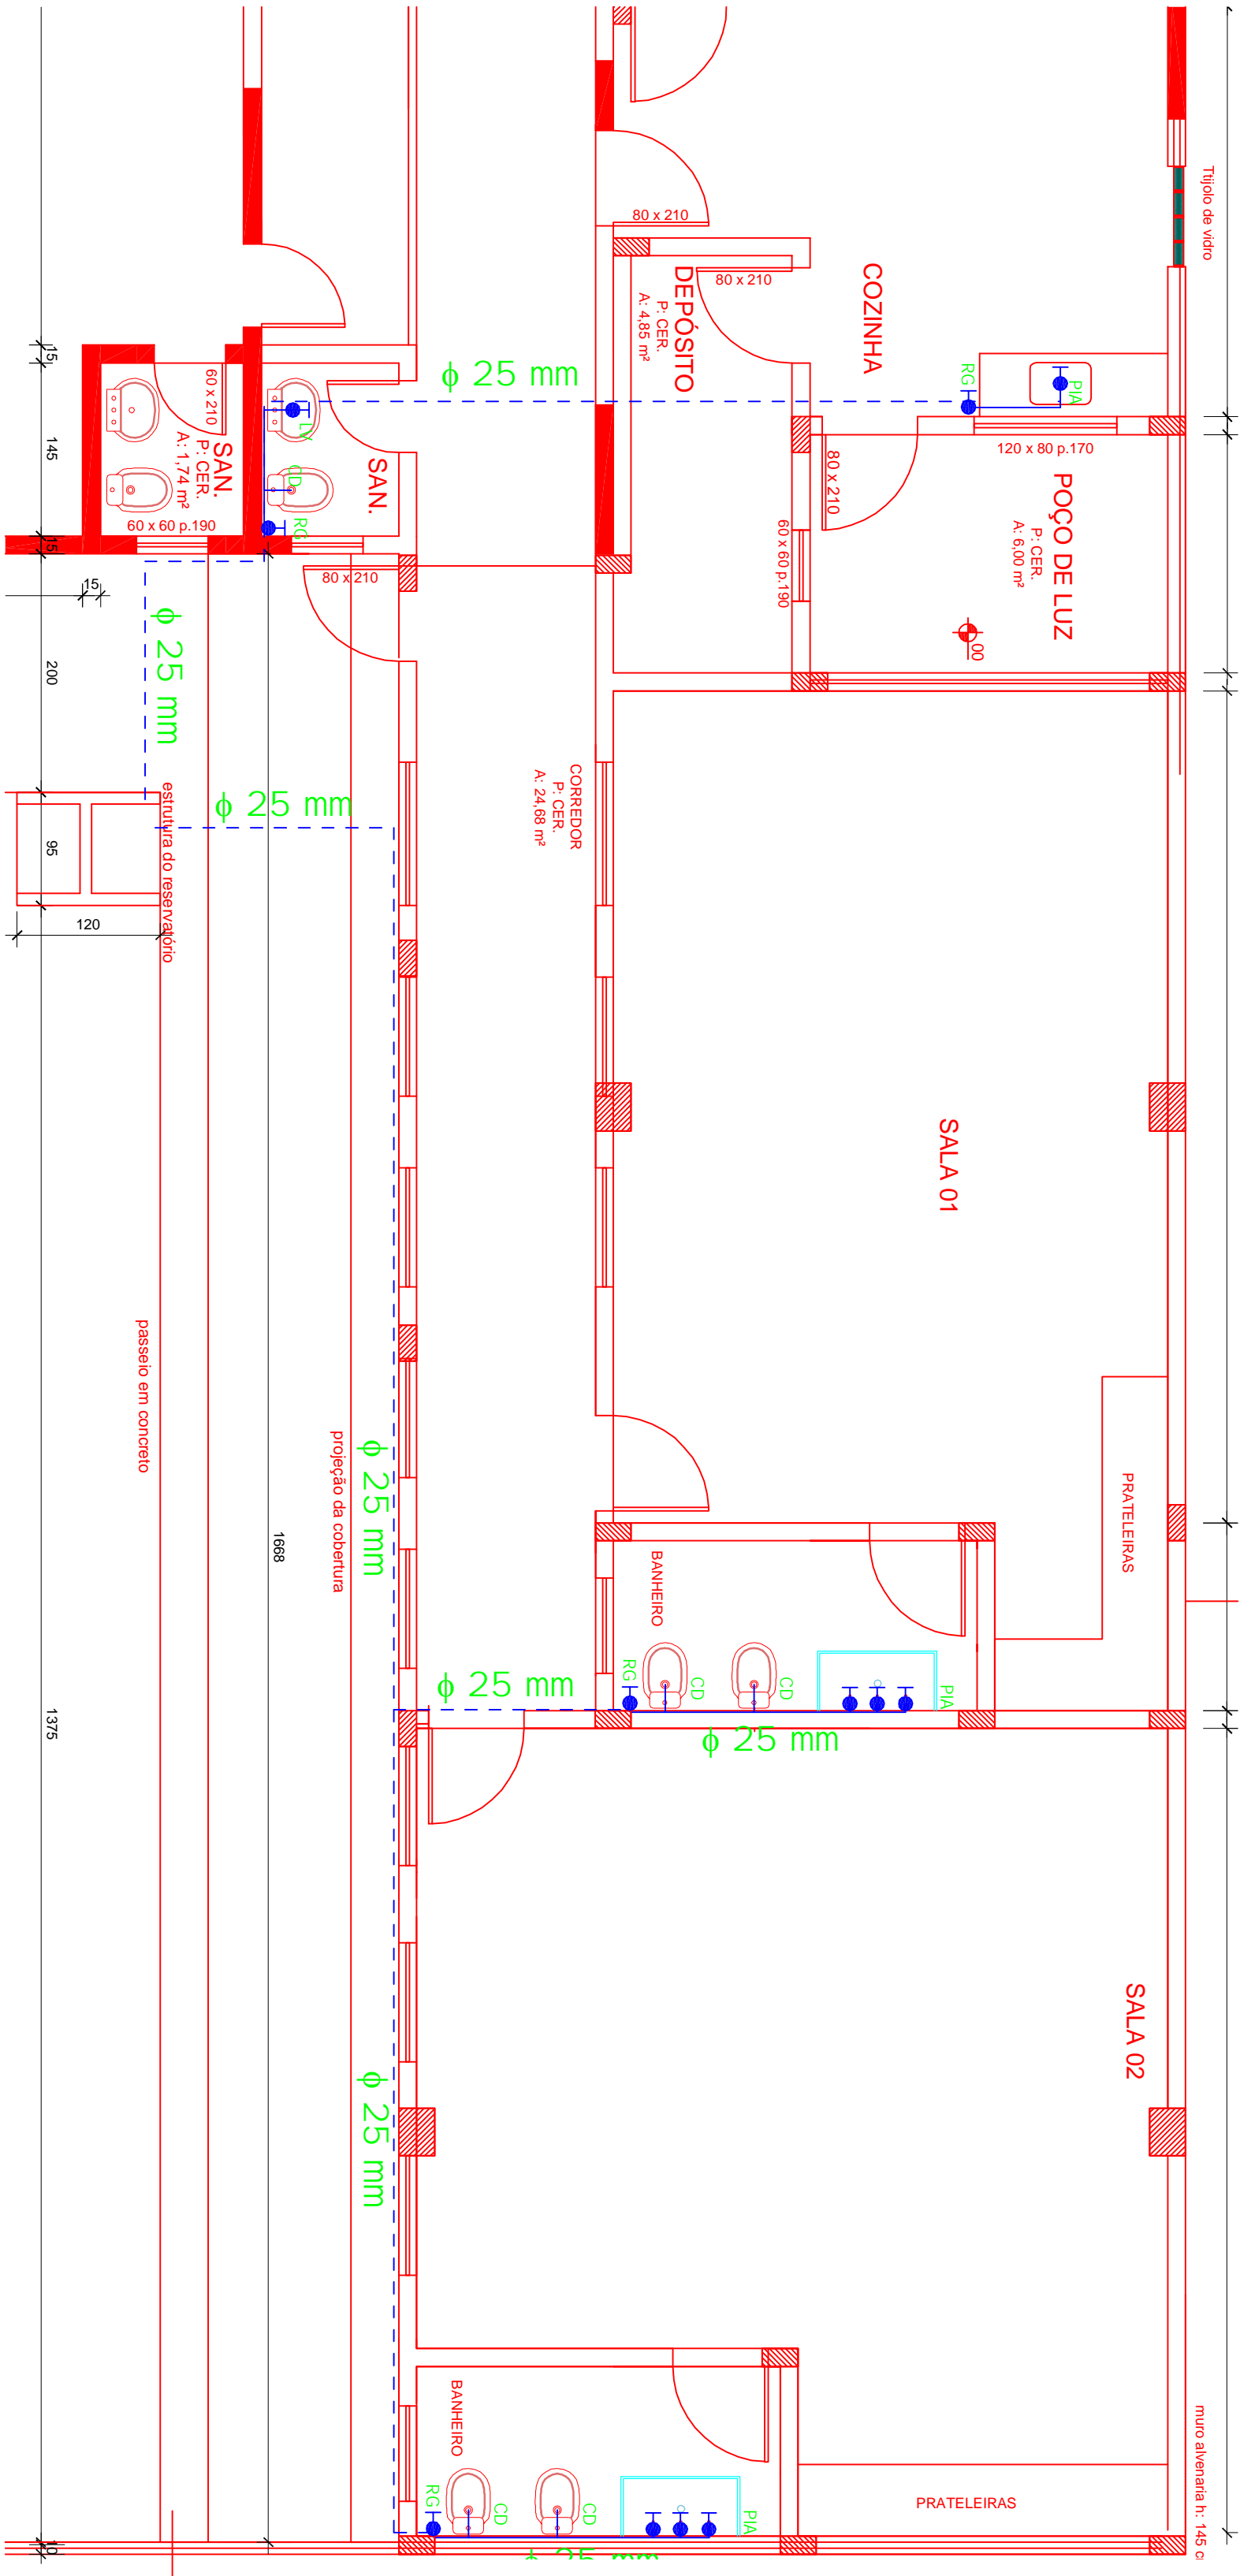 Ttijolo de vidro
80 x 210
COZINHA
DEPÓSITO
P: CER.
A: 4,85 m²
80 x 210
ϕ 25 mm
RG
PIA
120 x 80 p.170
15
145
15
60 x 210
SAN.
P: CER.
A: 1,74 m²
60 x 60 p.190
LV
CD
RG
SAN.
80 x 210
80 x 210
60 x 60 p.190
POÇO DE LUZ
P: CER.
A: 6,00 m²
00
15
200
ϕ 25 mm
ϕ 25 mm
estrutura do reservatório
95
120
CORREDOR
P: CER.
A: 24,68 m²
SALA 01
passeio em concreto
projeção da cobertura
ϕ 25 mm
1668
1375
PRATELEIRAS
BANHEIRO
RG
CD
CD
PIA
ϕ 25 mm
ϕ 25 mm
SALA 02
ϕ 25 mm
BANHEIRO
RG
CD
CD
PIA
PRATELEIRAS
muro alvenaria h: 145 c
10
ϕ 25 mm